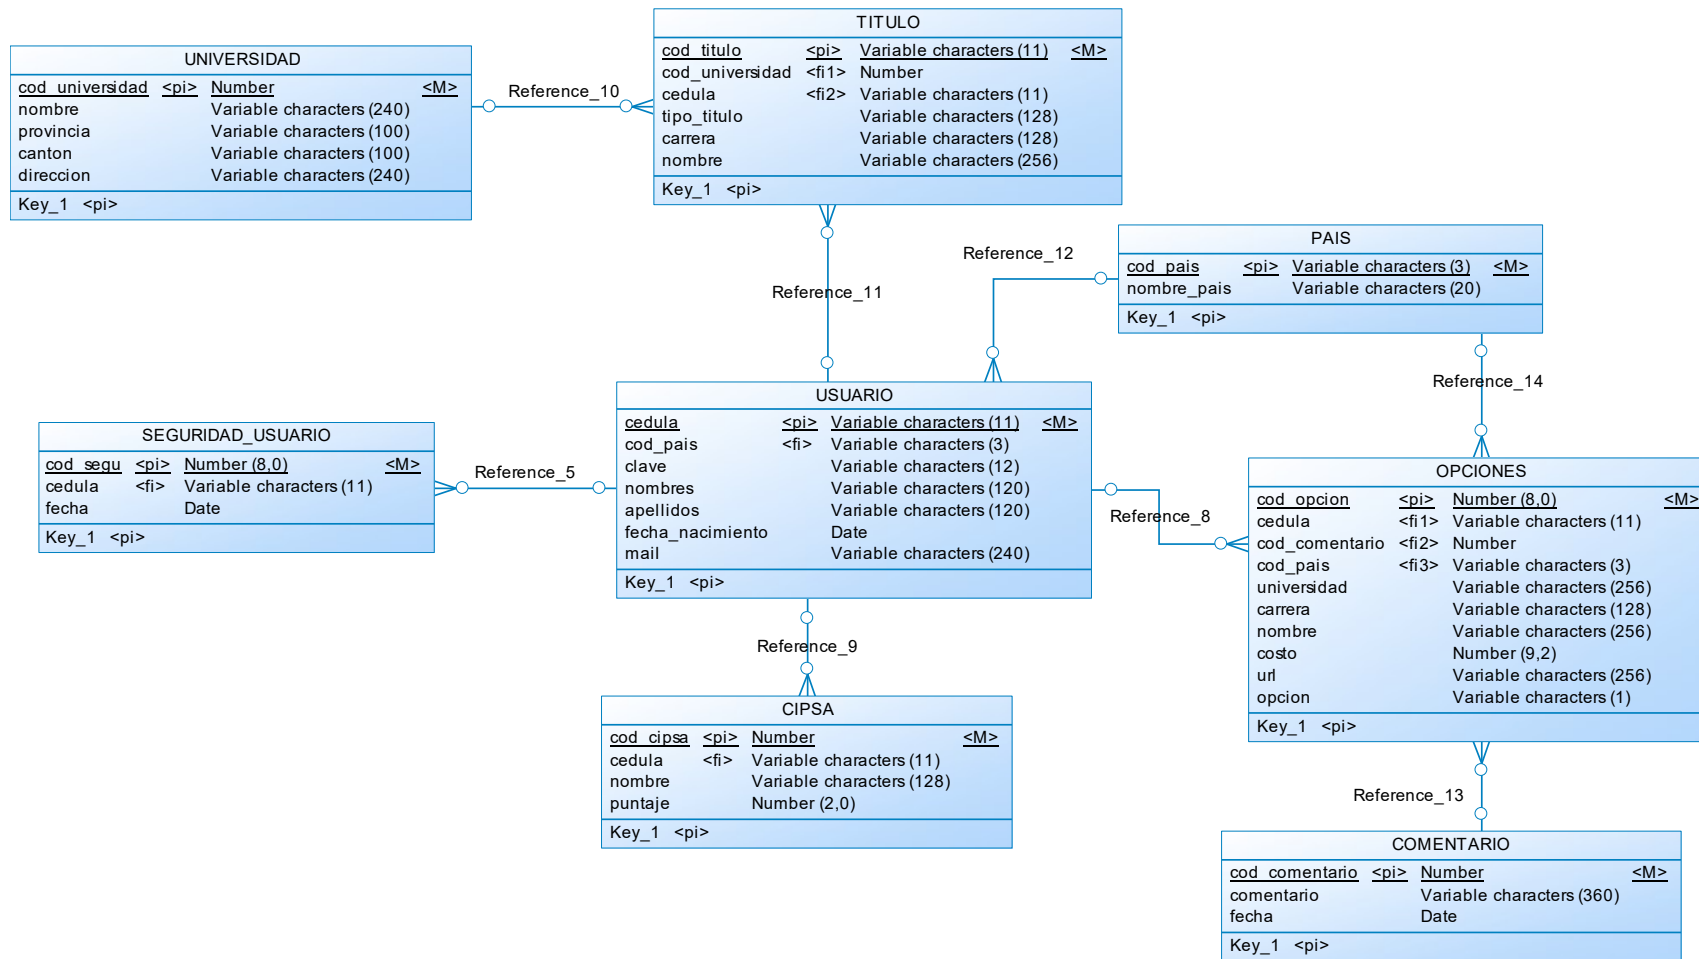 TITULO
cod_titulo <pi> Variable characters (11) <M>
cod_universidad <fi1> Number
cedula <fi2> Variable characters (11)
tipo_titulo Variable characters (128)
carrera Variable characters (128)
nombre Variable characters (256)
Key_1 <pi>
UNIVERSIDAD
cod_universidad <pi> Number <M>
nombre Variable characters (240)
provincia Variable characters (100)
canton Variable characters (100)
direccion Variable characters (240)
Key_1 <pi>
Reference_10
Reference_11
Reference_12
PAIS
cod_pais <pi> Variable characters (3) <M>
nombre_pais Variable characters (20)
Key_1 <pi>
Reference_14
USUARIO
cedula <pi> Variable characters (11) <M>
cod_pais <fi> Variable characters (3)
clave Variable characters (12)
nombres Variable characters (120)
apellidos Variable characters (120)
fecha_nacimiento Date
mail Variable characters (240)
Key_1 <pi>
SEGURIDAD_USUARIO
cod_segu <pi> Number (8,0) <M>
cedula <fi> Variable characters (11)
fecha Date
Key_1 <pi>
Reference_5
Reference_8
OPCIONES
cod_opcion <pi> Number (8,0) <M>
cedula <fi1> Variable characters (11)
cod_comentario <fi2> Number
cod_pais <fi3> Variable characters (3)
universidad Variable characters (256)
carrera Variable characters (128)
nombre Variable characters (256)
costo Number (9,2)
url Variable characters (256)
opcion Variable characters (1)
Key_1 <pi>
Reference_9
CIPSA
cod_cipsa <pi> Number <M>
cedula <fi> Variable characters (11)
nombre Variable characters (128)
puntaje Number (2,0)
Key_1 <pi>
Reference_13
COMENTARIO
cod_comentario <pi> Number <M>
comentario Variable characters (360)
fecha Date
Key_1 <pi>